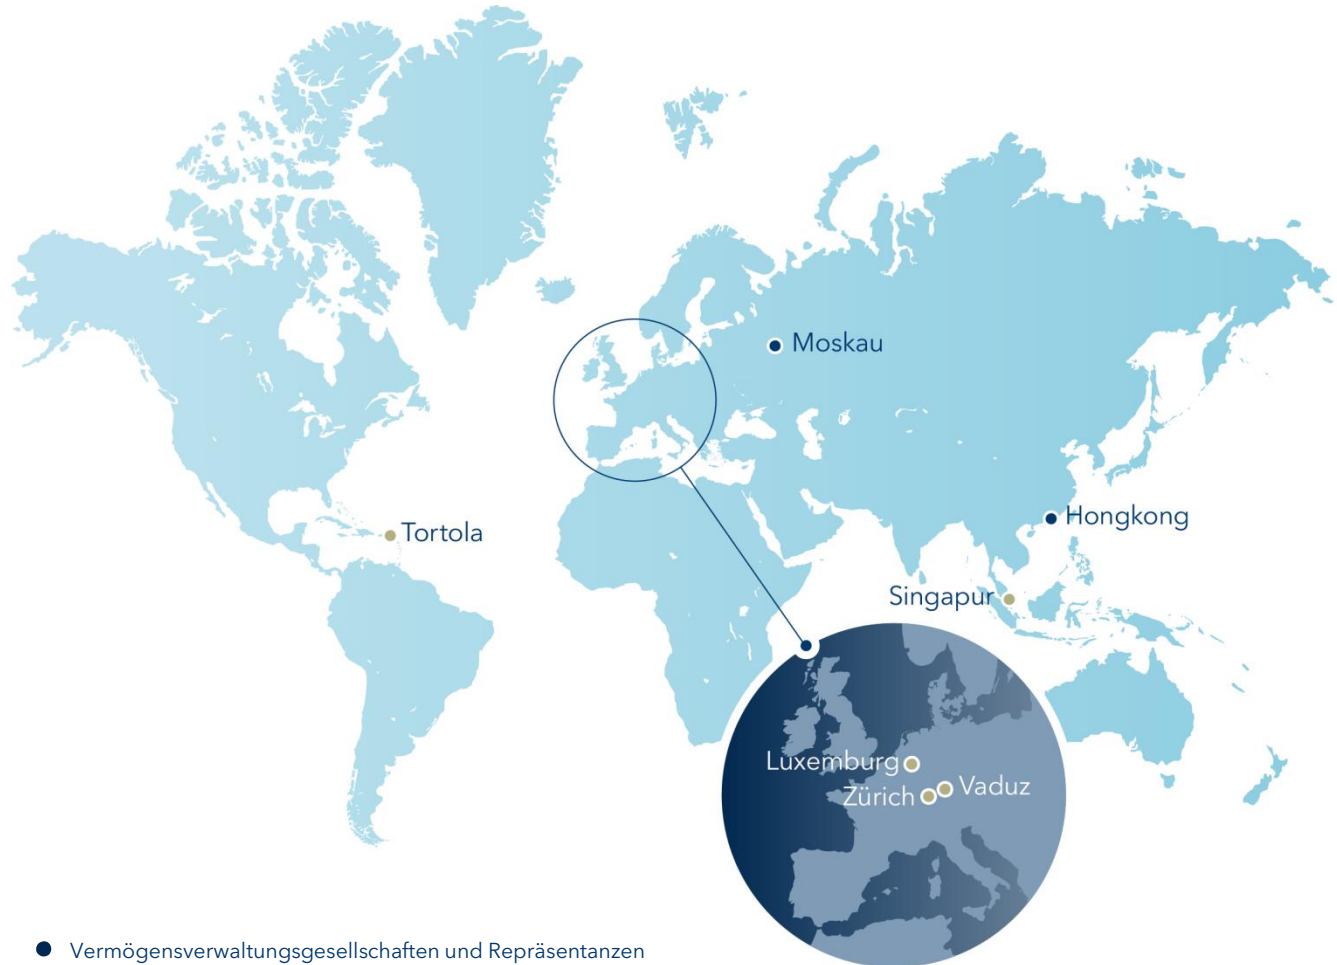 Moskau
Hongkong
Tortola
Singapur
Luxemburg
Vaduz
Zürich
Vermögensverwaltungsgesellschaften und Repräsentanzen